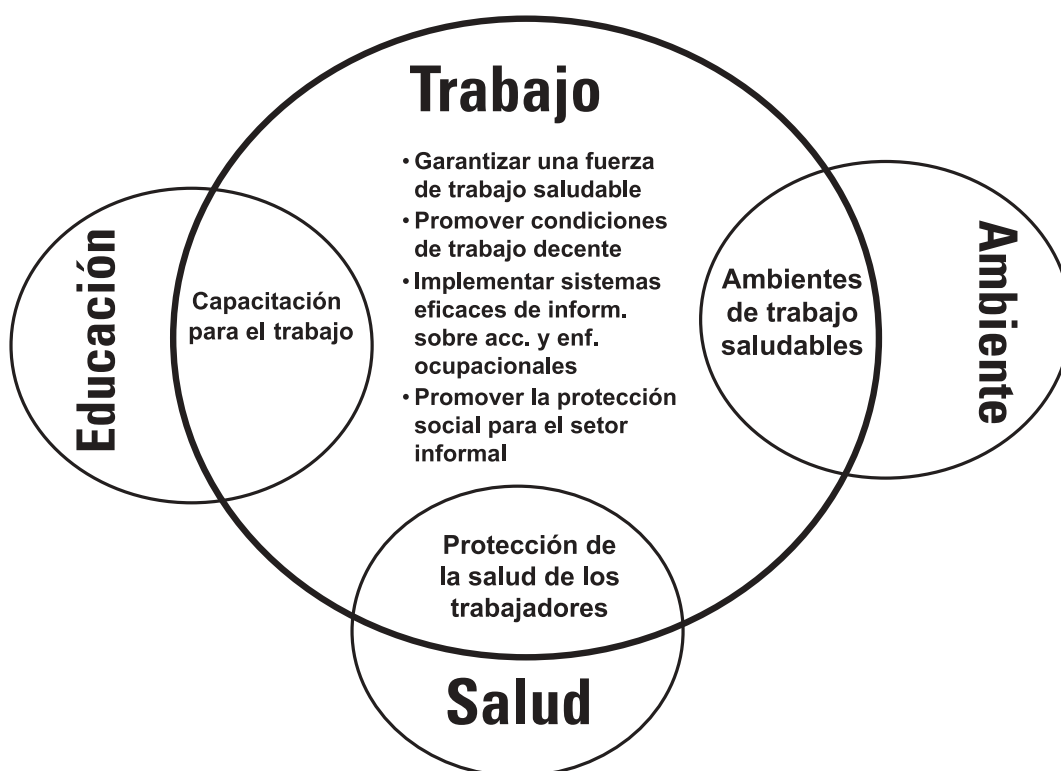 Trabajo
• Garantizar una fuerza
de trabajo saludable
• Promover condiciones
de trabajo decente
• Implementar sistemas
eficaces de inform.
sobre acc. y enf.
ocupacionales
• Promover la protección
social para el setor
informal
Educación
Capacitación
para el trabajo
Ambientes
de trabajo
saludables
Ambiente
Protección de
la salud de los
trabajadores
Salud